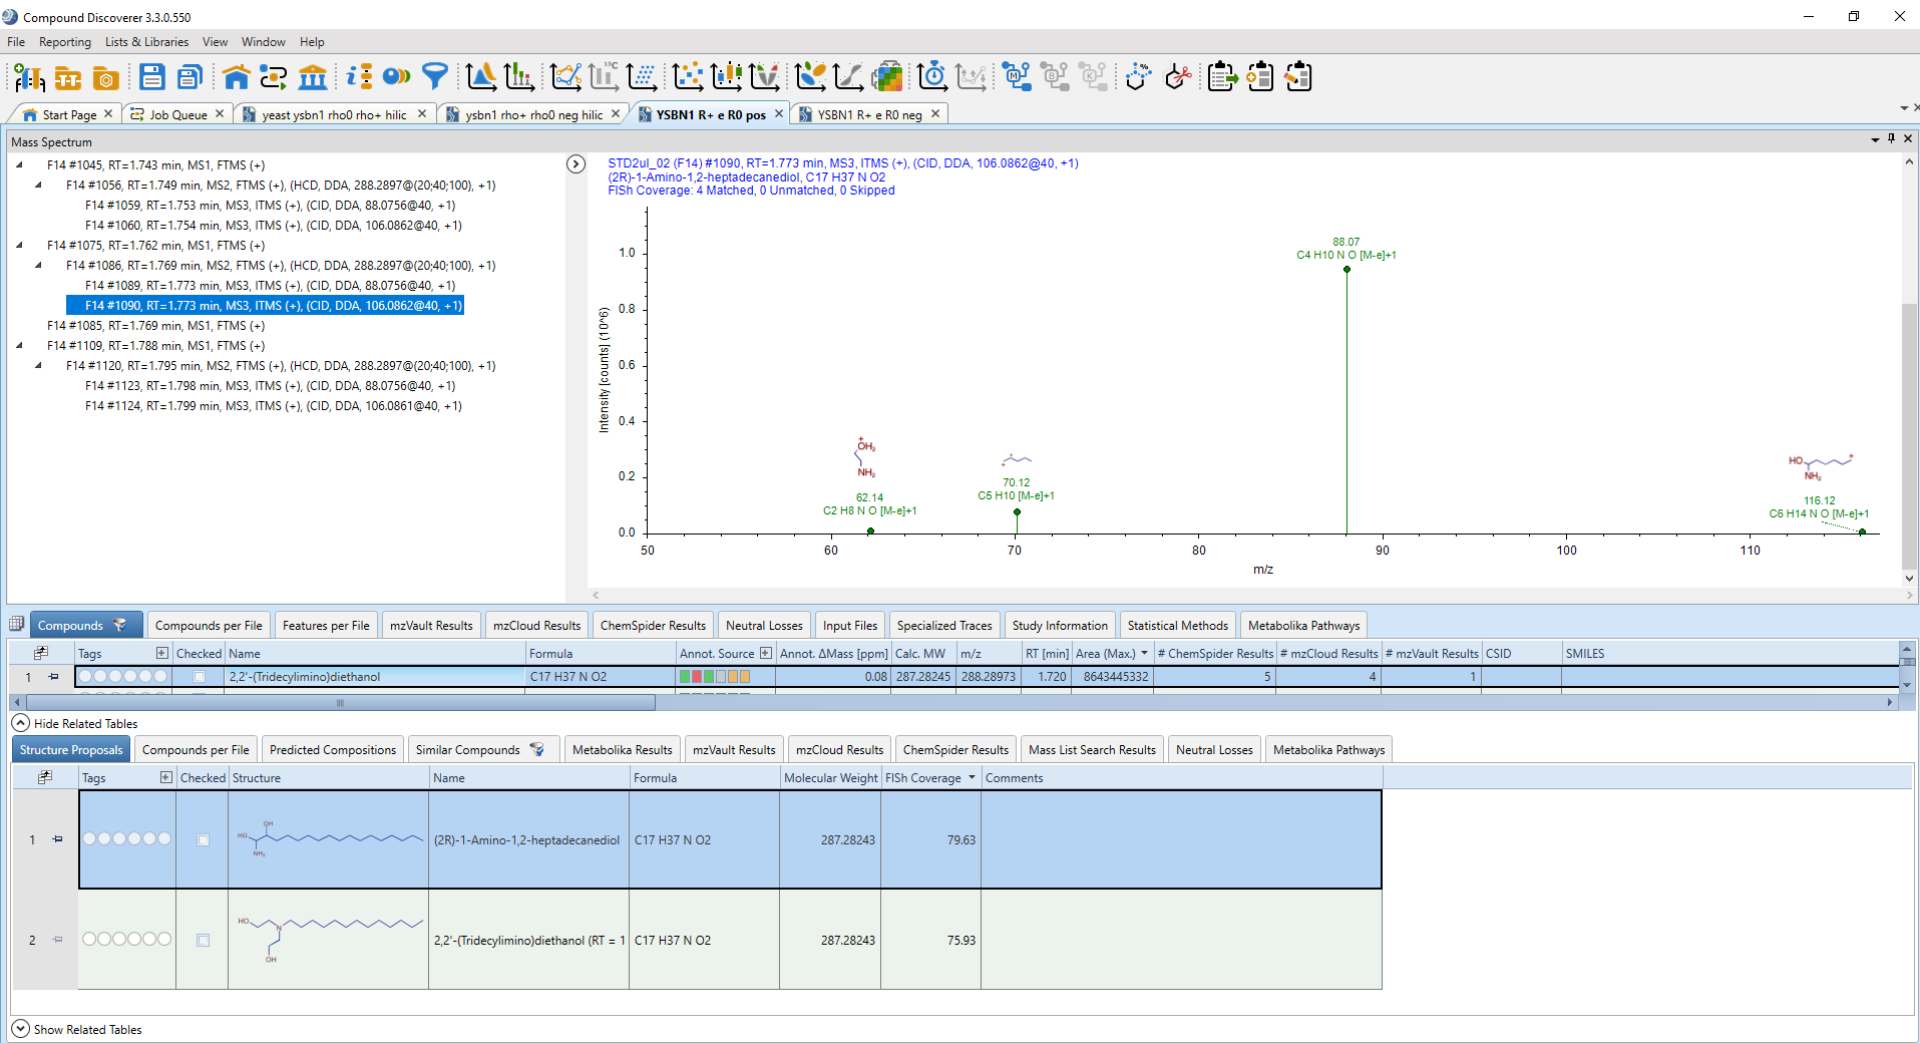 Compound Discoverer 3.3.0.550
File Reporting Lists & Libraries View Window Help
Start Page
Job Queue
yeast ysbn1 rho0 rho+ hilic
ysbn1 rho+ rho0 neg hilic
YSBN1 R+ e R0 pos
YSBN1 R+ e R0 neg
Mass Spectrum
F14 #1045, RT=1.743 min, MS1, FTMS (+)
F14 #1056, RT=1.749 min, MS2, FTMS (+), (HCD, DDA, 288.2897@(20;40;100), +1)
F14 #1059, RT=1.753 min, MS3, ITMS (+), (CID, DDA, 88.0756@40, +1)
F14 #1060, RT=1.754 min, MS3, ITMS (+), (CID, DDA, 106.0862@40, +1)
F14 #1075, RT=1.762 min, MS1, FTMS (+)
F14 #1086, RT=1.769 min, MS2, FTMS (+), (HCD, DDA, 288.2897@(20;40;100), +1)
F14 #1089, RT=1.773 min, MS3, ITMS (+), (CID, DDA, 88.0756@40, +1)
F14 #1090, RT=1.773 min, MS3, ITMS (+), (CID, DDA, 106.0862@40, +1)
F14 #1085, RT=1.769 min, MS1, FTMS (+)
F14 #1109, RT=1.788 min, MS1, FTMS (+)
F14 #1120, RT=1.795 min, MS2, FTMS (+), (HCD, DDA, 288.2897@(20;40;100), +1)
F14 #1123, RT=1.798 min, MS3, ITMS (+), (CID, DDA, 88.0756@40, +1)
F14 #1124, RT=1.799 min, MS3, ITMS (+), (CID, DDA, 106.0861@40, +1)
STD2ul_02 (F14) #1090, RT=1.773 min, MS3, ITMS (+), (CID, DDA, 106.0862@40, +1)
(2R)-1-Amino-1,2-heptadecanediol, C17 H37 N O2
FISh Coverage: 4 Matched, 0 Unmatched, 0 Skipped
Intensity [counts] (10^6)
1.0
0.8
0.6
0.4
0.2
0.0
88.07
C4 H10 N O [M-e]+1
+
OH2
NH2
62.14
C2 H8 N O [M-e]+1
70.12
C5 H10 [M-e]+1
HO
NH2
116.12
C6 H14 N O [M-e]+1
50 60 70 80 90 100 110
m/z
Compounds Compounds per File Features per File mzVault Results mzCloud Results ChemSpider Results Neutral Losses Input Files Specialized Traces Study Information Statistical Methods Metabolika Pathways
Tags Checked Name Formula Annot. Source Annot. ΔMass [ppm] Calc. MW m/z RT [min] Area (Max.) # ChemSpider Results # mzCloud Results # mzVault Results CSID SMILES
1 2,2'-(Tridecylimino)diethanol C17 H37 N O2 0.08 287.28245 288.28973 1.720 8643445332 5 4 1
Hide Related Tables
Structure Proposals Compounds per File Predicted Compositions Similar Compounds Metabolika Results mzVault Results mzCloud Results ChemSpider Results Mass List Search Results Neutral Losses Metabolika Pathways
Tags Checked Structure Name Formula Molecular Weight FISh Coverage Comments
OH
HO
NH2
1 (2R)-1-Amino-1,2-heptadecanediol C17 H37 N O2 287.28243 79.63
HO
N
OH
2 2,2'-(Tridecylimino)diethanol (RT = 1 C17 H37 N O2 287.28243 75.93
Show Related Tables